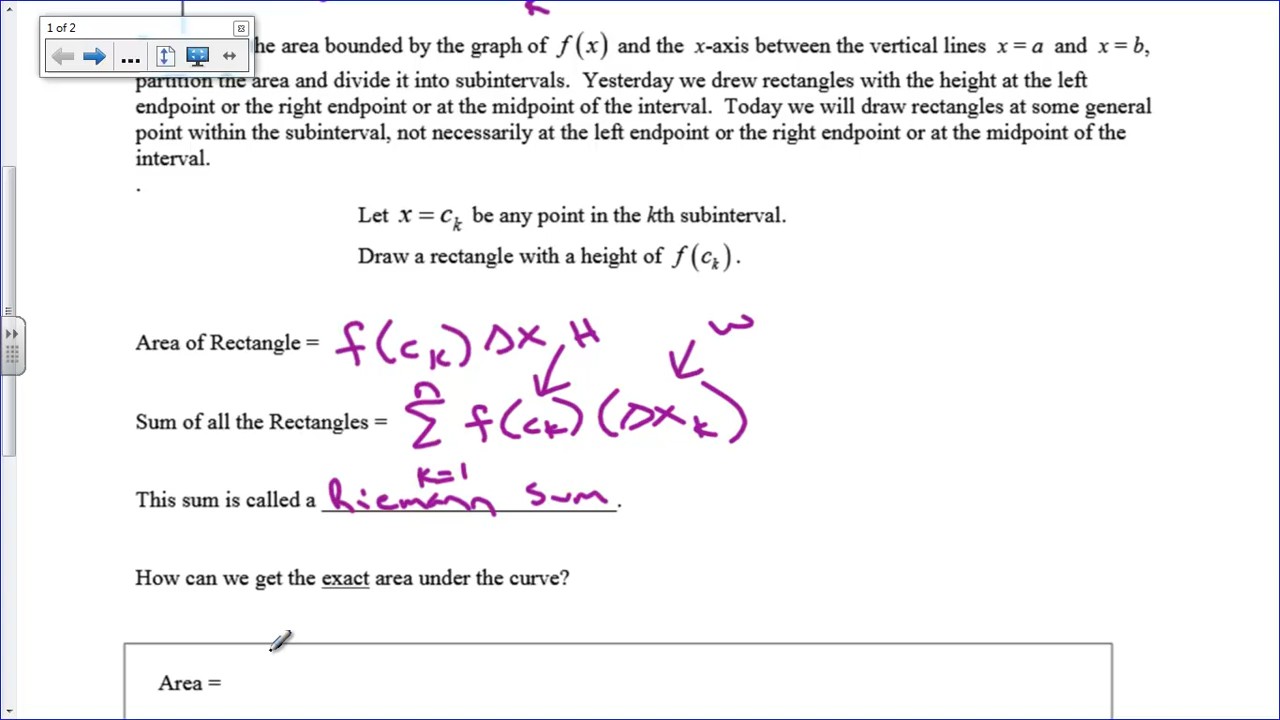 k
1 of 2
he area bounded by the graph of f(x) and the x-axis between the vertical lines x = a and x = b,
partition the area and divide it into subintervals. Yesterday we drew rectangles with the height at the left
endpoint or the right endpoint or at the midpoint of the interval. Today we will draw rectangles at some general
point within the subinterval, not necessarily at the left endpoint or the right endpoint or at the midpoint of the
interval.
.
Let x = c_k be any point in the kth subinterval.
Draw a rectangle with a height of f(c_k).
Area of Rectangle = f(c_k) Δx H w
Sum of all the Rectangles = ∑_{k=1}^{n} f(c_k)(Δx_k)
This sum is called a Riemann Sum.
How can we get the exact area under the curve?
Area =